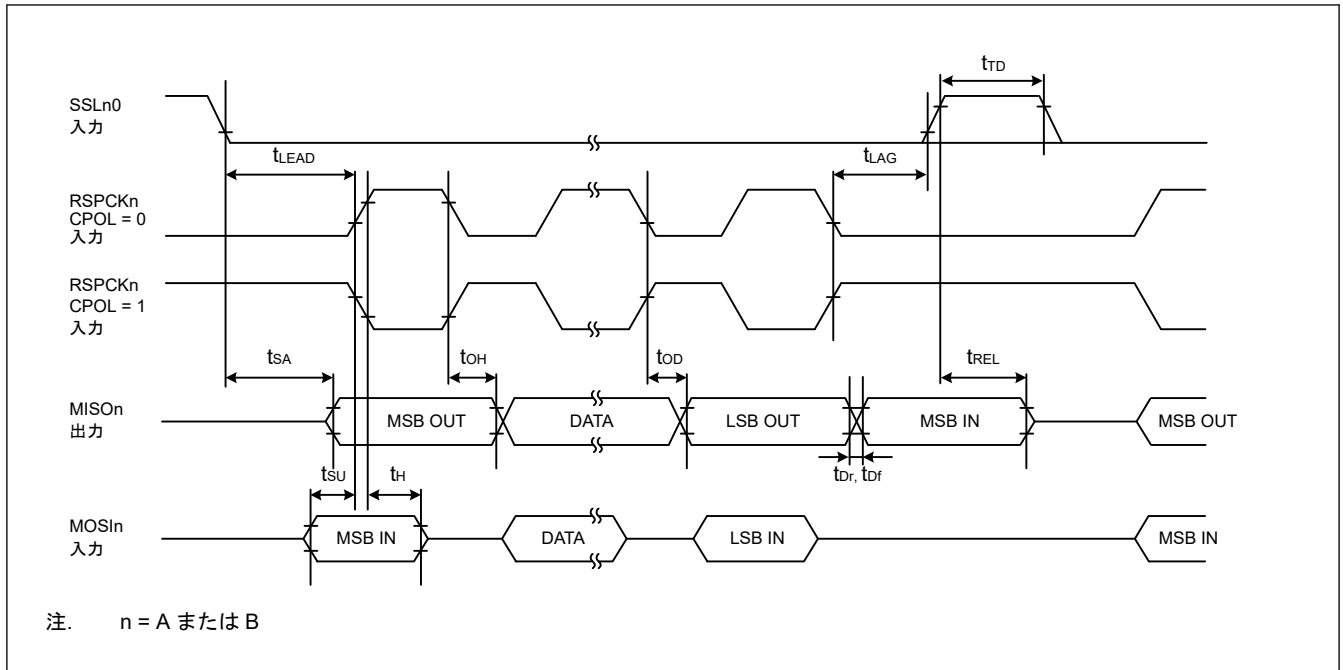 tTD
SSLn0
入力
tLEAD
tLAG
RSPCKn
CPOL = 0
入力
RSPCKn
CPOL = 1
入力
tSA
tOH
tOD
tREL
MISOn
出力
MSB OUT
DATA
LSB OUT
MSB IN
MSB OUT
tSU
tH
tDr, tDf
MOSIn
入力
MSB IN
DATA
LSB IN
MSB IN
注. n = A または B